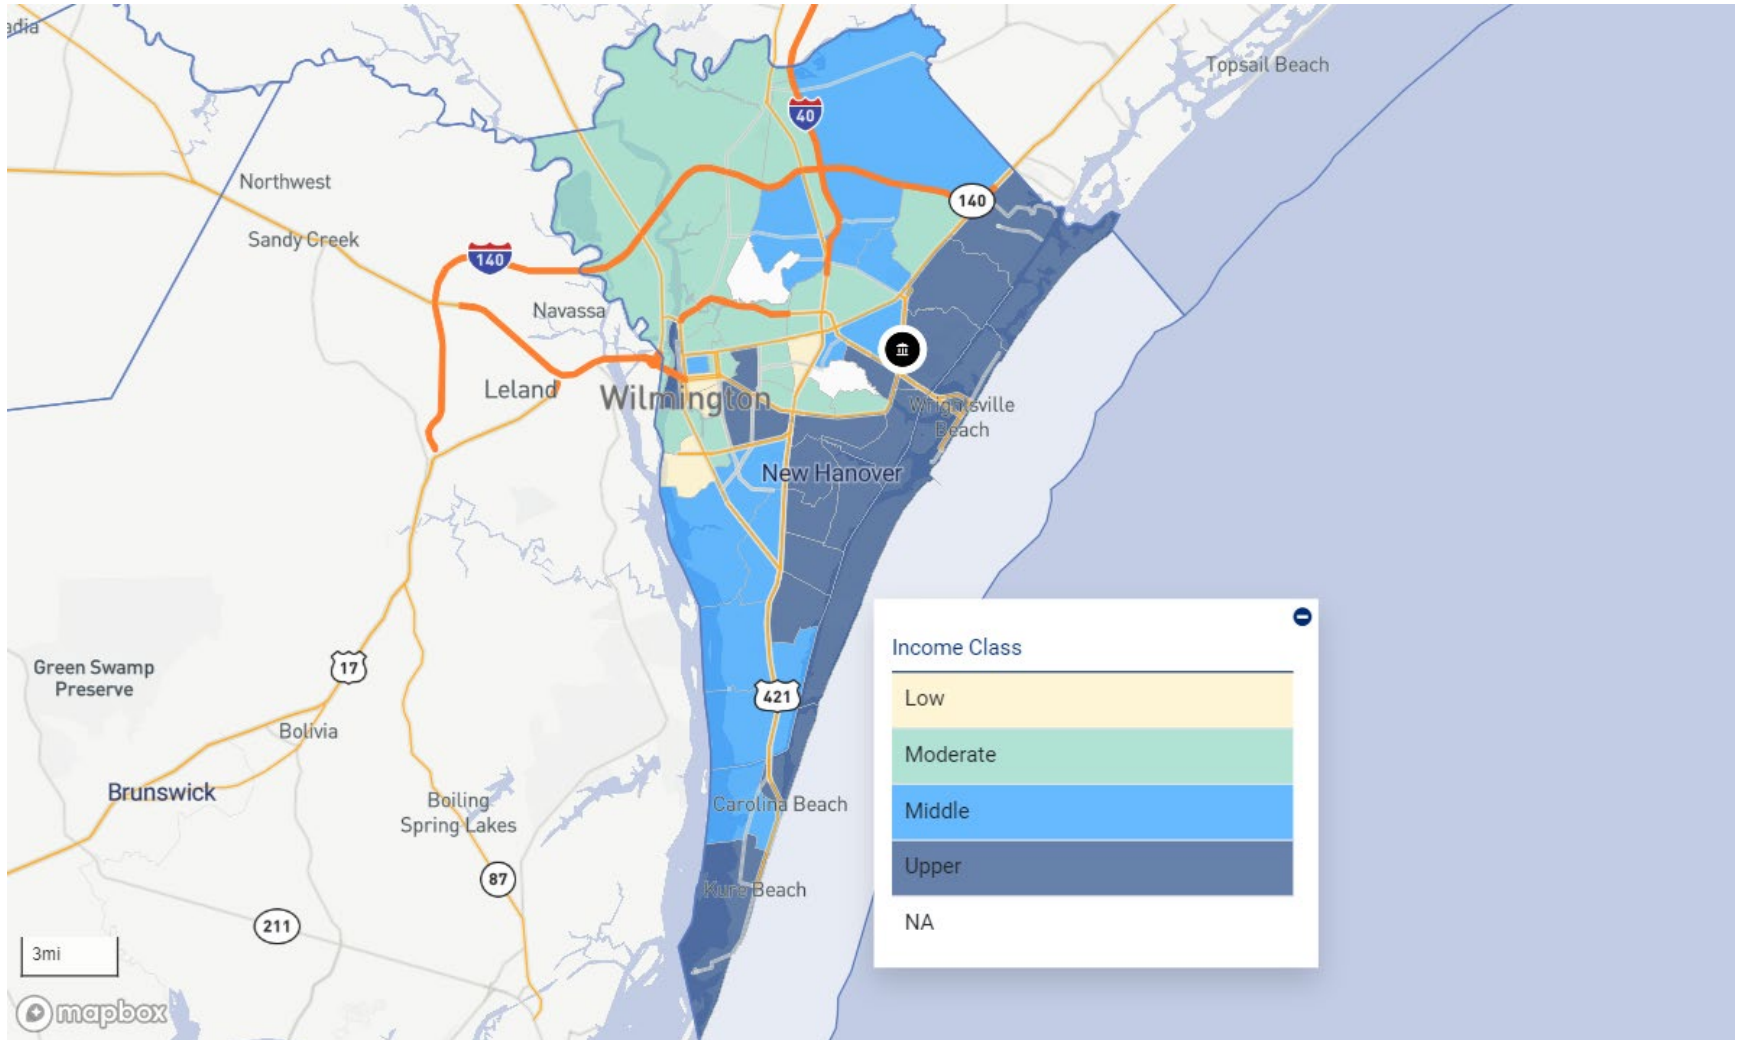 adia
Topsail Beach
40
Northwest
140
Sandy Creek
140
Navassa
Leland
Wilmington
Wrightsville
Beach
New Hanover
Income Class
Low
Moderate
Middle
Upper
NA
Green Swamp
Preserve
17
421
Bolivia
Brunswick
Boiling
Spring Lakes
Carolina Beach
87
Kure Beach
211
3mi
mapbox